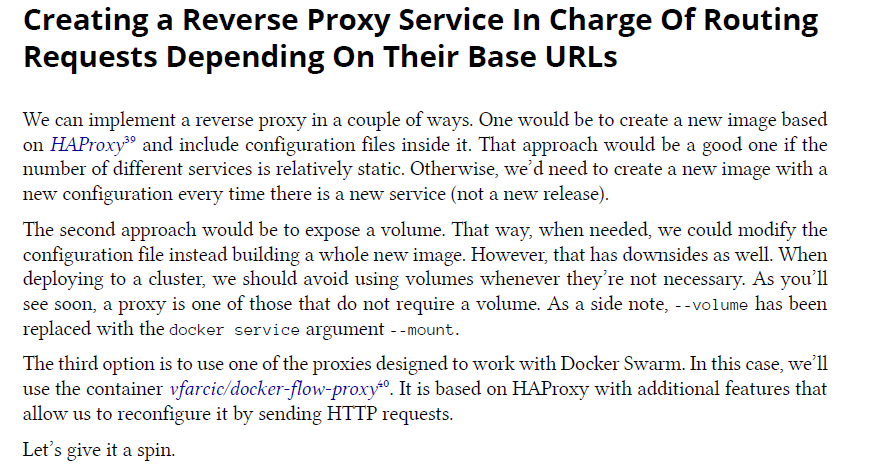 Creating a Reverse Proxy Service In Charge Of Routing
Requests Depending On Their Base URLs
We can implement a reverse proxy in a couple of ways. One would be to create a new image based
on HAProxy³⁹ and include configuration files inside it. That approach would be a good one if the
number of different services is relatively static. Otherwise, we’d need to create a new image with a
new configuration every time there is a new service (not a new release).
The second approach would be to expose a volume. That way, when needed, we could modify the
configuration file instead building a whole new image. However, that has downsides as well. When
deploying to a cluster, we should avoid using volumes whenever they’re not necessary. As you’ll
see soon, a proxy is one of those that do not require a volume. As a side note, --volume has been
replaced with the docker service argument --mount.
The third option is to use one of the proxies designed to work with Docker Swarm. In this case, we’ll
use the container vfarcic/docker-flow-proxy⁴⁰. It is based on HAProxy with additional features that
allow us to reconfigure it by sending HTTP requests.
Let’s give it a spin.